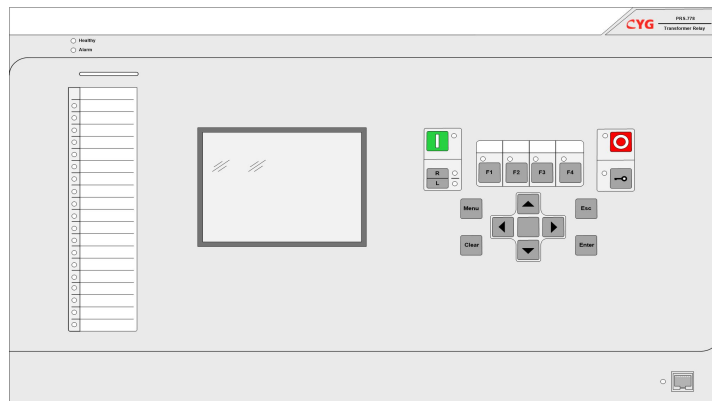 CYG
PRS-778
Transformer Relay
Healthy
Alarm
R
L
F1
F2
F3
F4
Menu
Esc
Clear
Enter